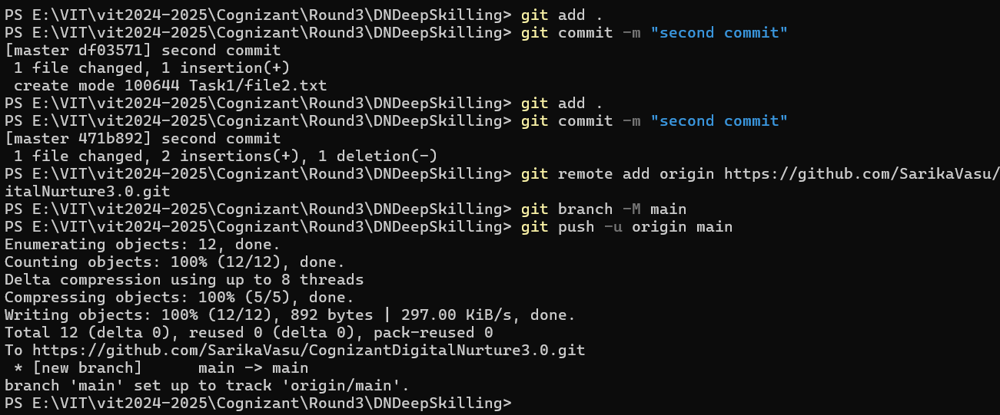 PS E:\VIT\vit2024-2025\Cognizant\Round3\DNDeepSkilling> git add .
PS E:\VIT\vit2024-2025\Cognizant\Round3\DNDeepSkilling> git commit -m "second commit"
[master df03571] second commit
 1 file changed, 1 insertion(+)
 create mode 100644 Task1/file2.txt
PS E:\VIT\vit2024-2025\Cognizant\Round3\DNDeepSkilling> git add .
PS E:\VIT\vit2024-2025\Cognizant\Round3\DNDeepSkilling> git commit -m "second commit"
[master 471b892] second commit
 1 file changed, 2 insertions(+), 1 deletion(-)
PS E:\VIT\vit2024-2025\Cognizant\Round3\DNDeepSkilling> git remote add origin https://github.com/SarikaVasu/
italNurture3.0.git
PS E:\VIT\vit2024-2025\Cognizant\Round3\DNDeepSkilling> git branch -M main
PS E:\VIT\vit2024-2025\Cognizant\Round3\DNDeepSkilling> git push -u origin main
Enumerating objects: 12, done.
Counting objects: 100% (12/12), done.
Delta compression using up to 8 threads
Compressing objects: 100% (5/5), done.
Writing objects: 100% (12/12), 892 bytes | 297.00 KiB/s, done.
Total 12 (delta 0), reused 0 (delta 0), pack-reused 0
To https://github.com/SarikaVasu/CognizantDigitalNurture3.0.git
 * [new branch]      main -> main
branch 'main' set up to track 'origin/main'.
PS E:\VIT\vit2024-2025\Cognizant\Round3\DNDeepSkilling>